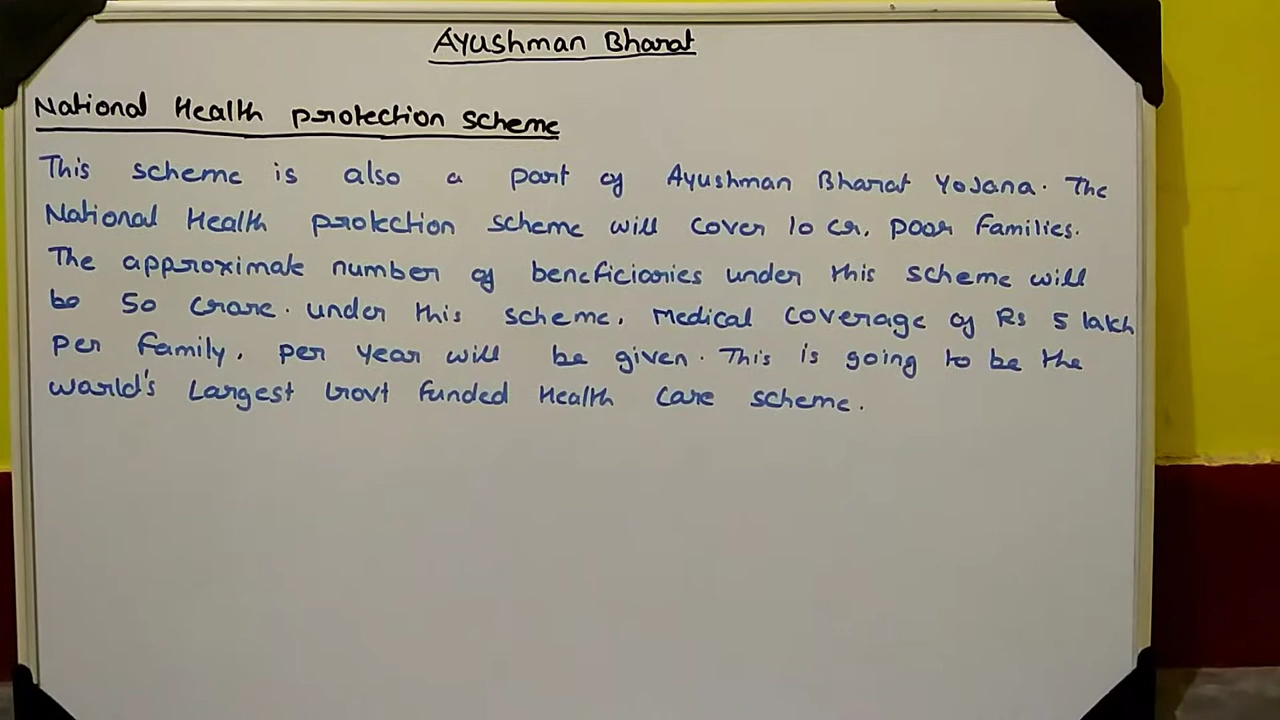 Ayushman Bharat
National Health protection scheme
This scheme is also a part of Ayushman Bharat Yojana. The
National Health protection scheme will cover 10 cr. poor families.
The approximate number of beneficiaries under this scheme will
be 50 crore. under this scheme, Medical coverage of Rs 5 lakh
per family, per year will be given. This is going to be the
world's Largest Govt funded Health care scheme.